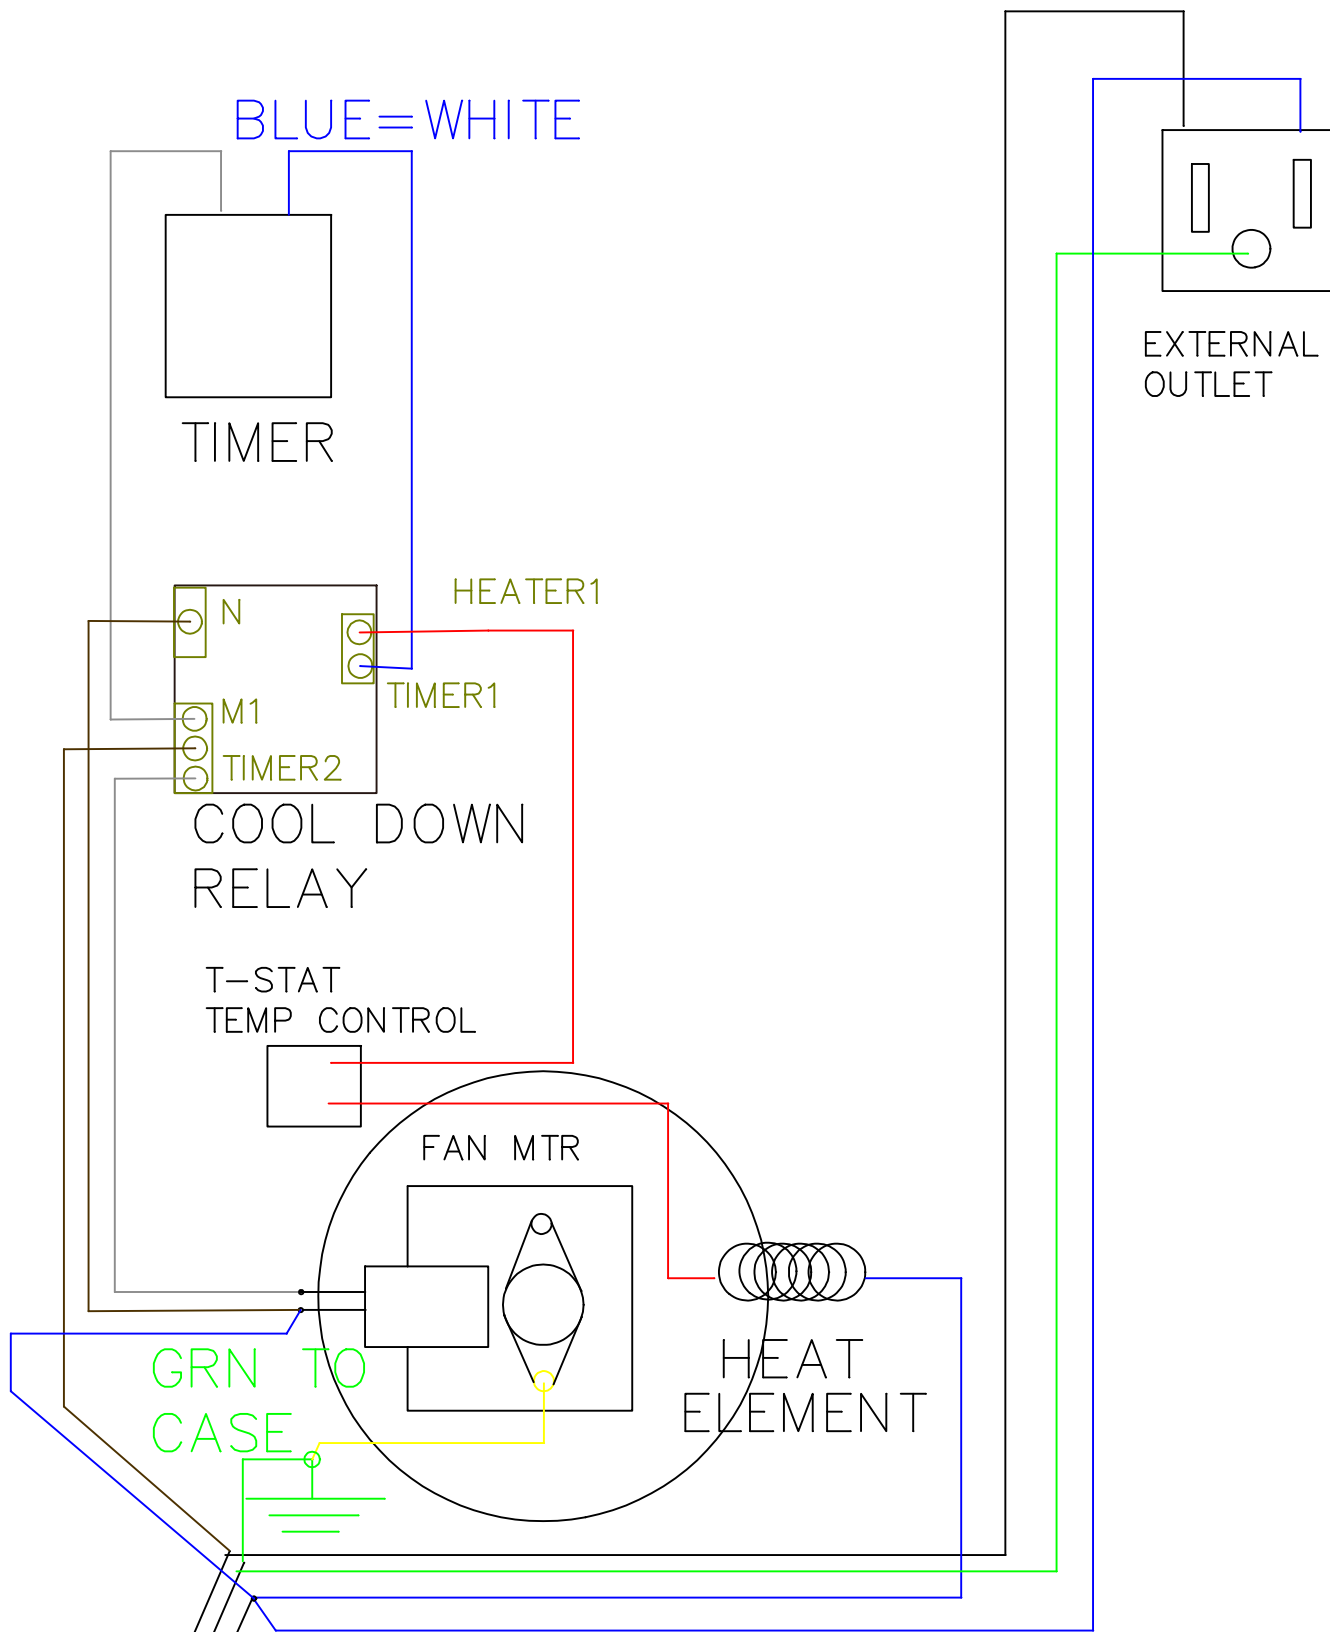 BLUE=WHITE
EXTERNAL
OUTLET
TIMER
HEATER1
N
TIMER1
M1
TIMER2
COOL DOWN
RELAY
T-STAT
TEMP CONTROL
FAN MTR
GRN TO
CASE
HEAT
ELEMENT